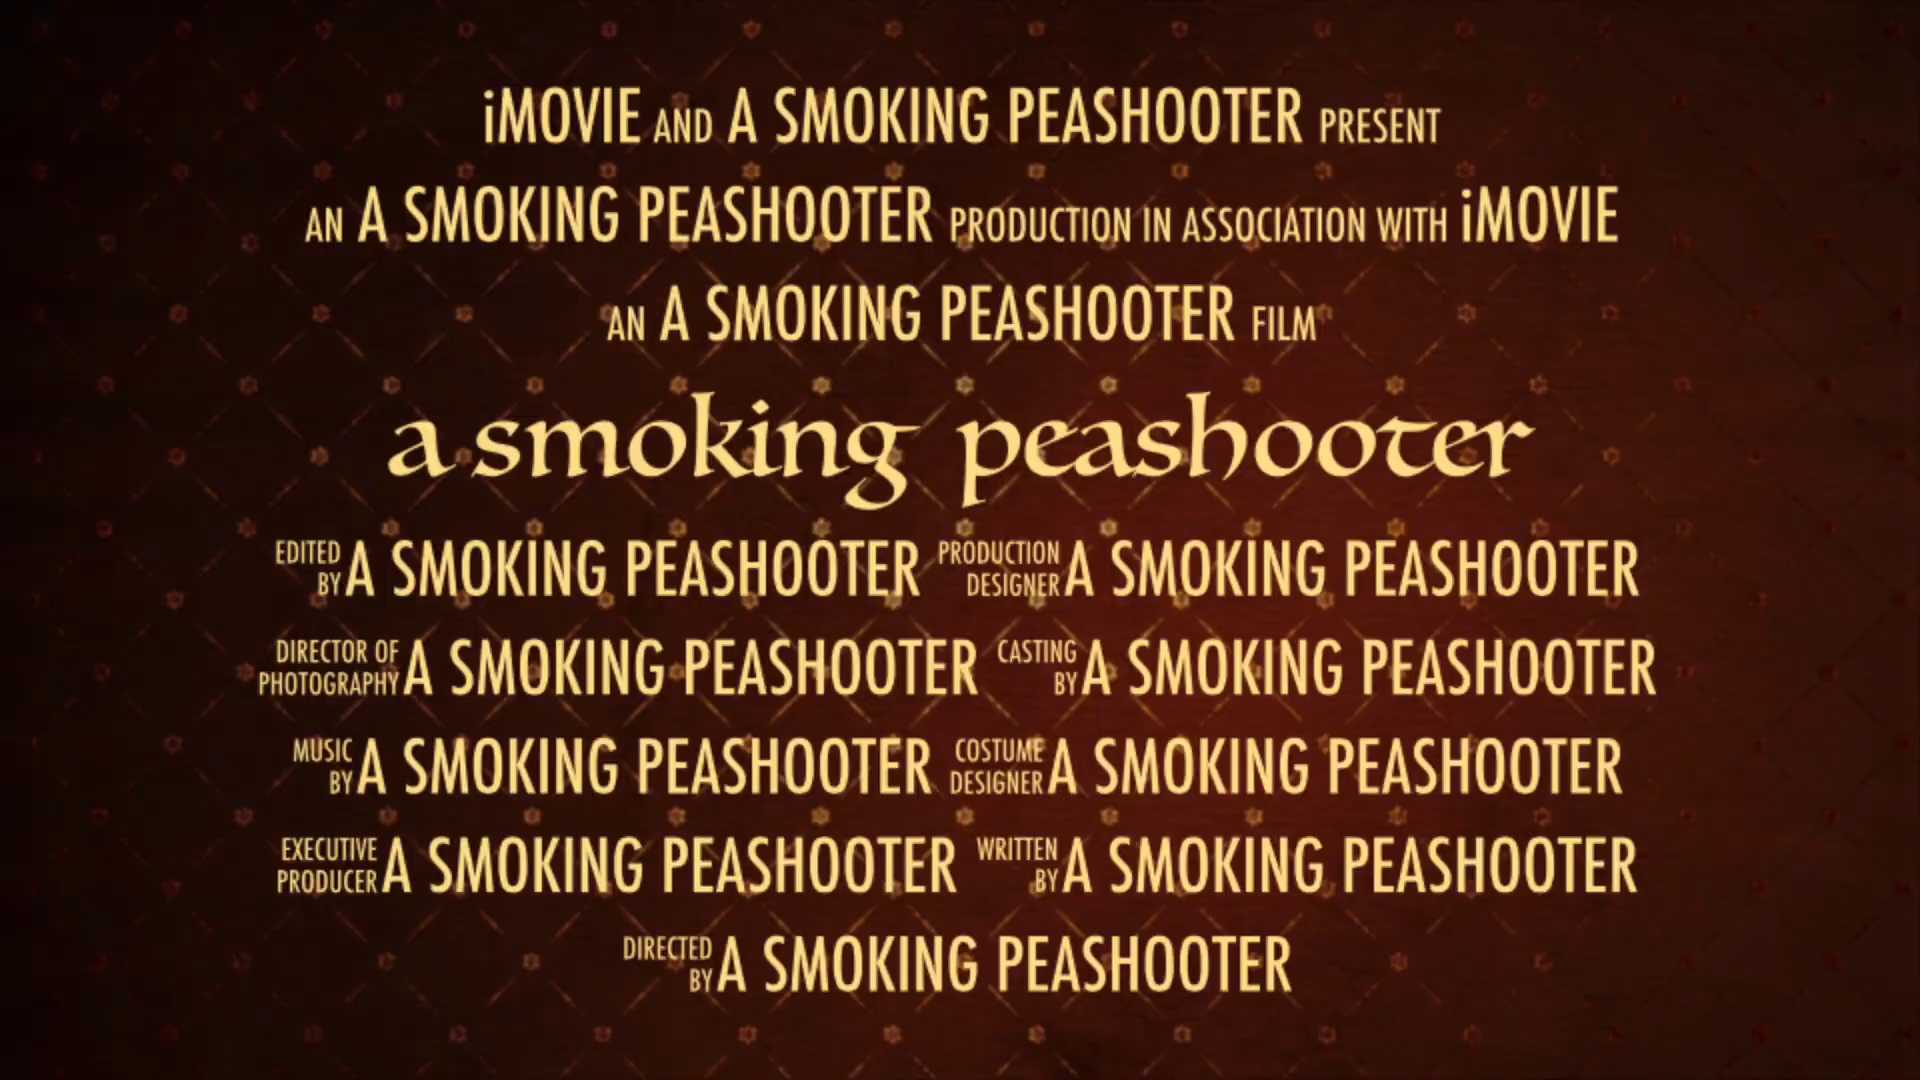 iMOVIE AND A SMOKING PEASHOOTER PRESENT
AN A SMOKING PEASHOOTER PRODUCTION IN ASSOCIATION WITH iMOVIE
AN A SMOKING PEASHOOTER FILM
a smoking peashooter
EDITED BY A SMOKING PEASHOOTER PRODUCTION DESIGNER A SMOKING PEASHOOTER
DIRECTOR OF PHOTOGRAPHY A SMOKING PEASHOOTER CASTING BY A SMOKING PEASHOOTER
MUSIC BY A SMOKING PEASHOOTER COSTUME DESIGNER A SMOKING PEASHOOTER
EXECUTIVE PRODUCER A SMOKING PEASHOOTER WRITTEN BY A SMOKING PEASHOOTER
DIRECTED BY A SMOKING PEASHOOTER